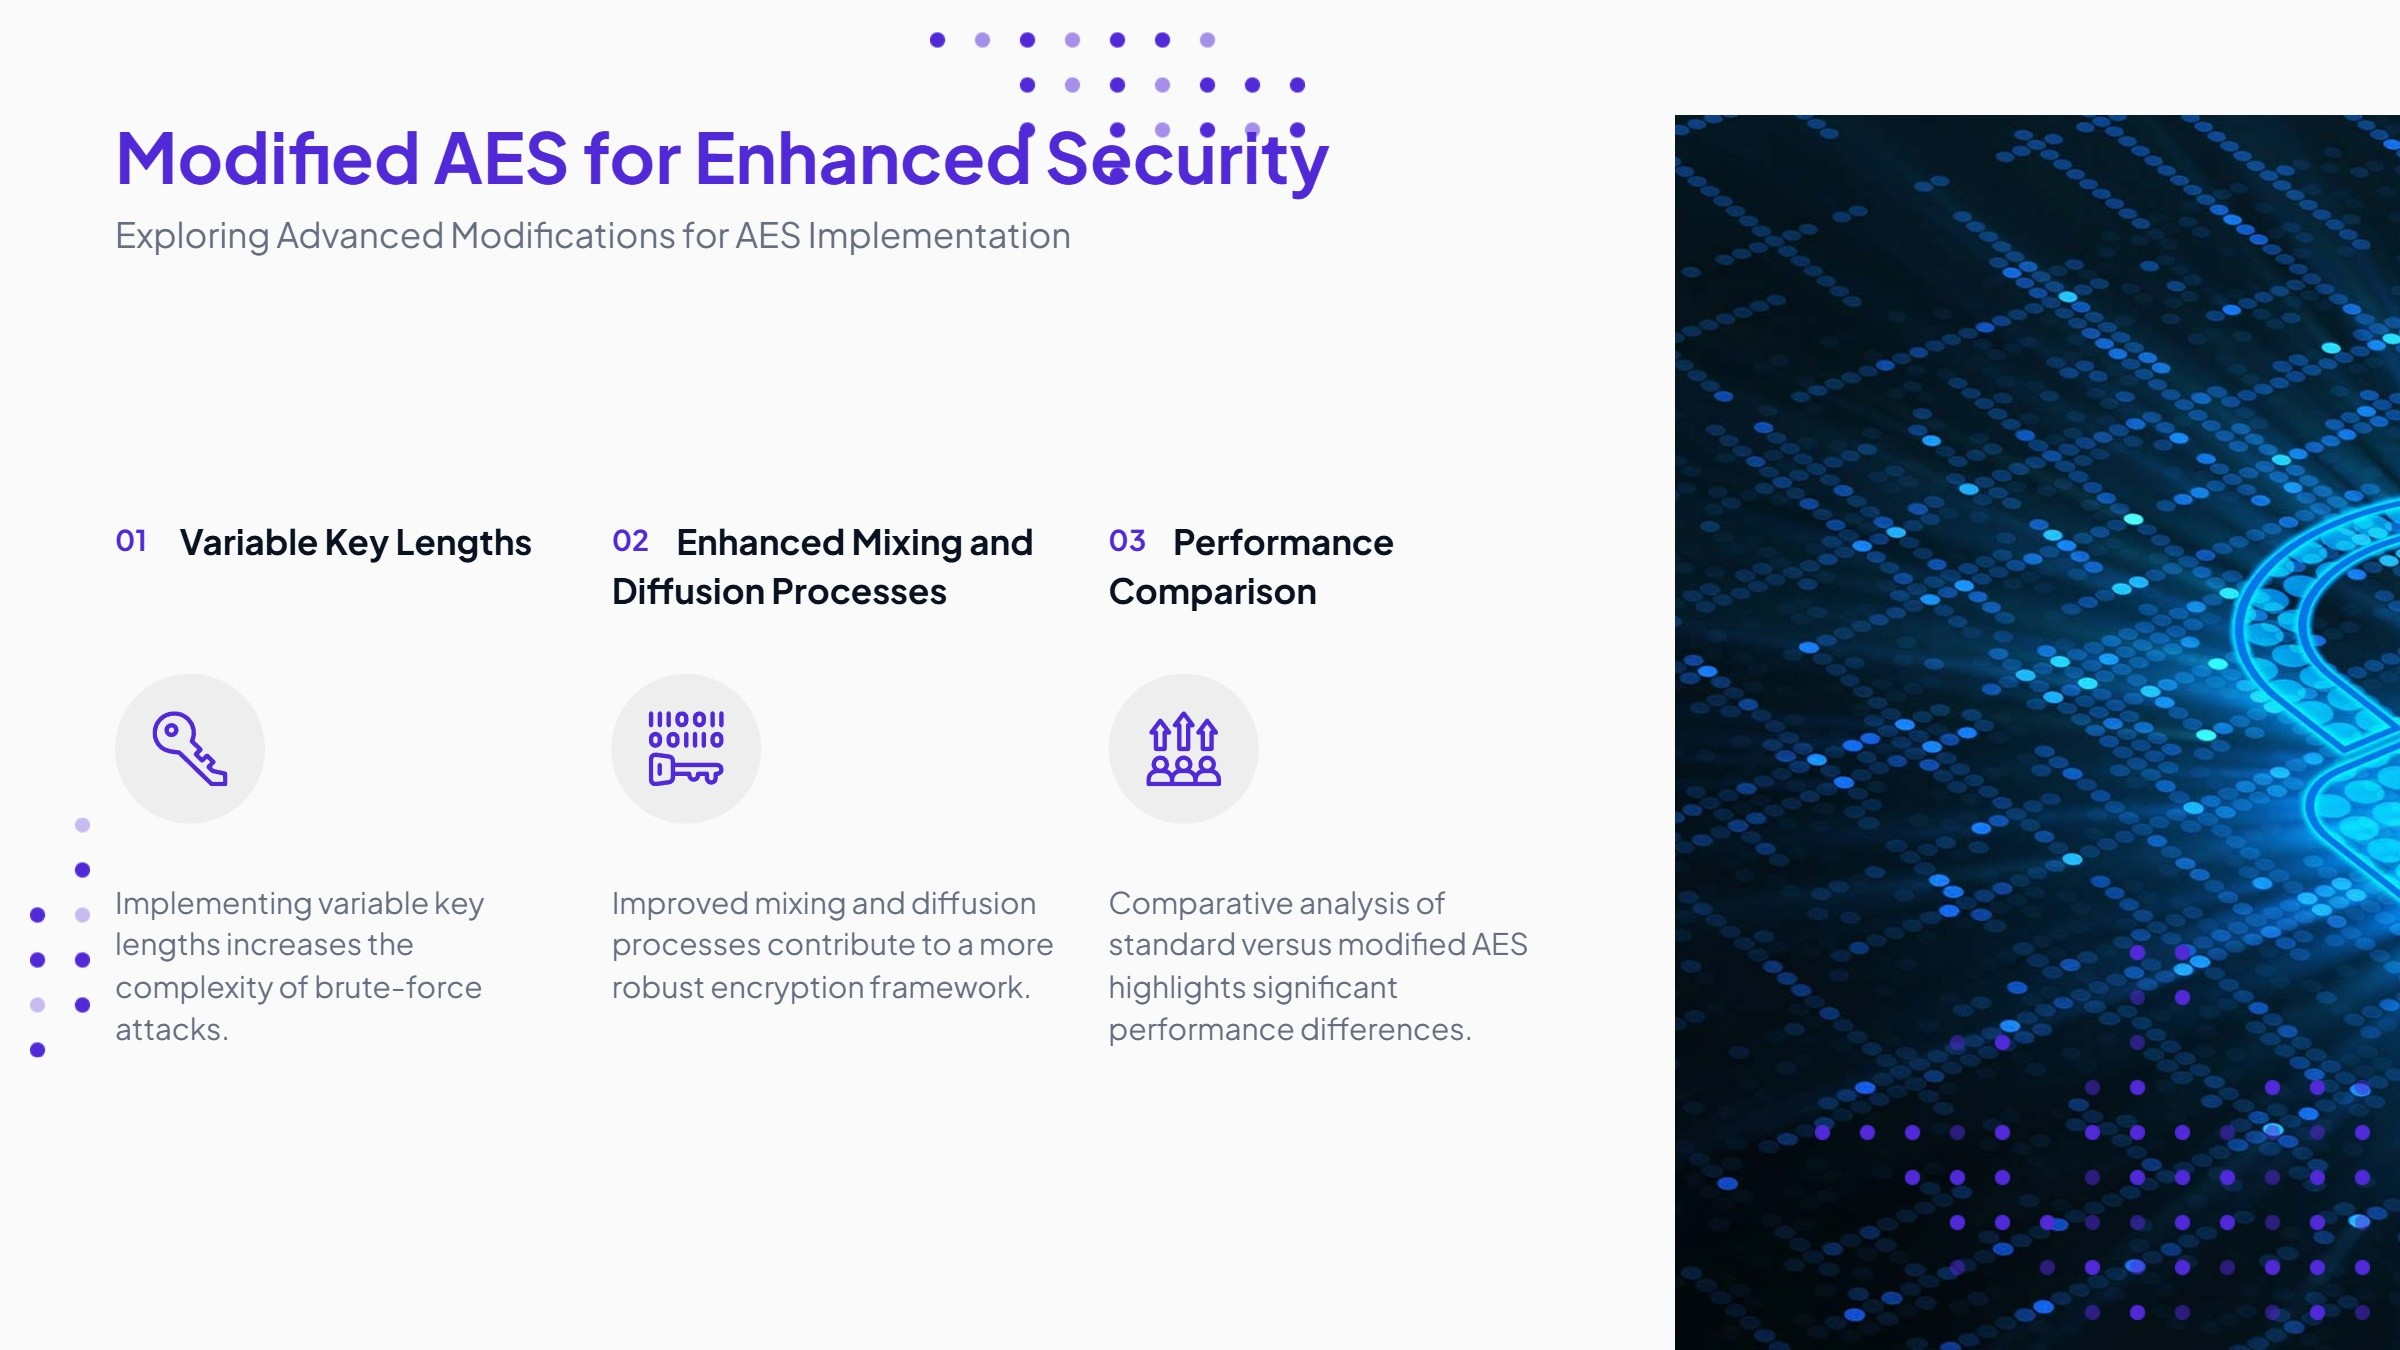 Modified AES for Enhanced Security
Exploring Advanced Modifications for AES Implementation
01 Variable Key Lengths
Implementing variable key
lengths increases the
complexity of brute-force
attacks.
02 Enhanced Mixing and
Diffusion Processes
111OO11
OO1111O
Improved mixing and diffusion
processes contribute to a more
robust encryption framework.
03 Performance
Comparison
Comparative analysis of
standard versus modified AES
highlights significant
performance differences.